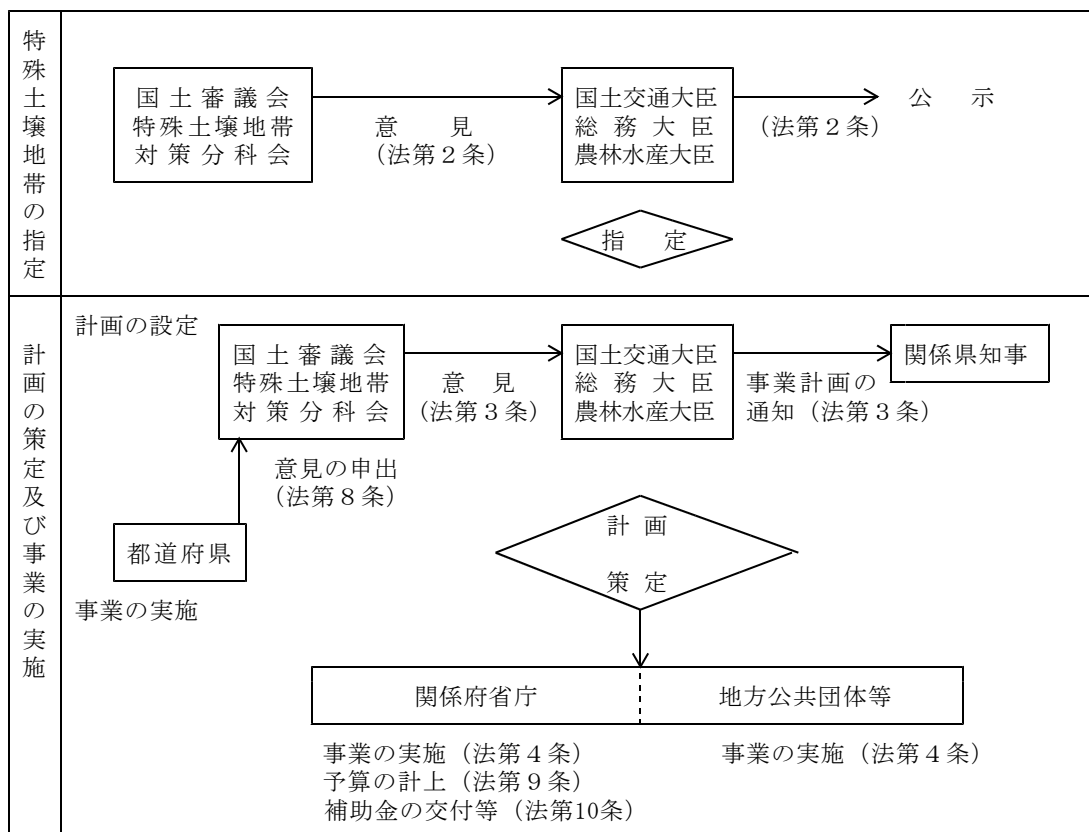 特殊土壌地帯の指定
国土審議会
特殊土壌地帯
対策分科会
意 見
(法第２条)
国土交通大臣
総務大臣
農林水産大臣
(法第２条)
公 示
指 定
計画の策定及び事業の実施
計画の設定
国土審議会
特殊土壌地帯
対策分科会
意 見
(法第３条)
国土交通大臣
総務大臣
農林水産大臣
事業計画の
通知 (法第３条)
関係県知事
意見の申出
(法第８条)
都道府県
計 画
策 定
事業の実施
関係府省庁
地方公共団体等
事業の実施 (法第４条)
予算の計上 (法第９条)
補助金の交付等 (法第10条)
事業の実施 (法第４条)